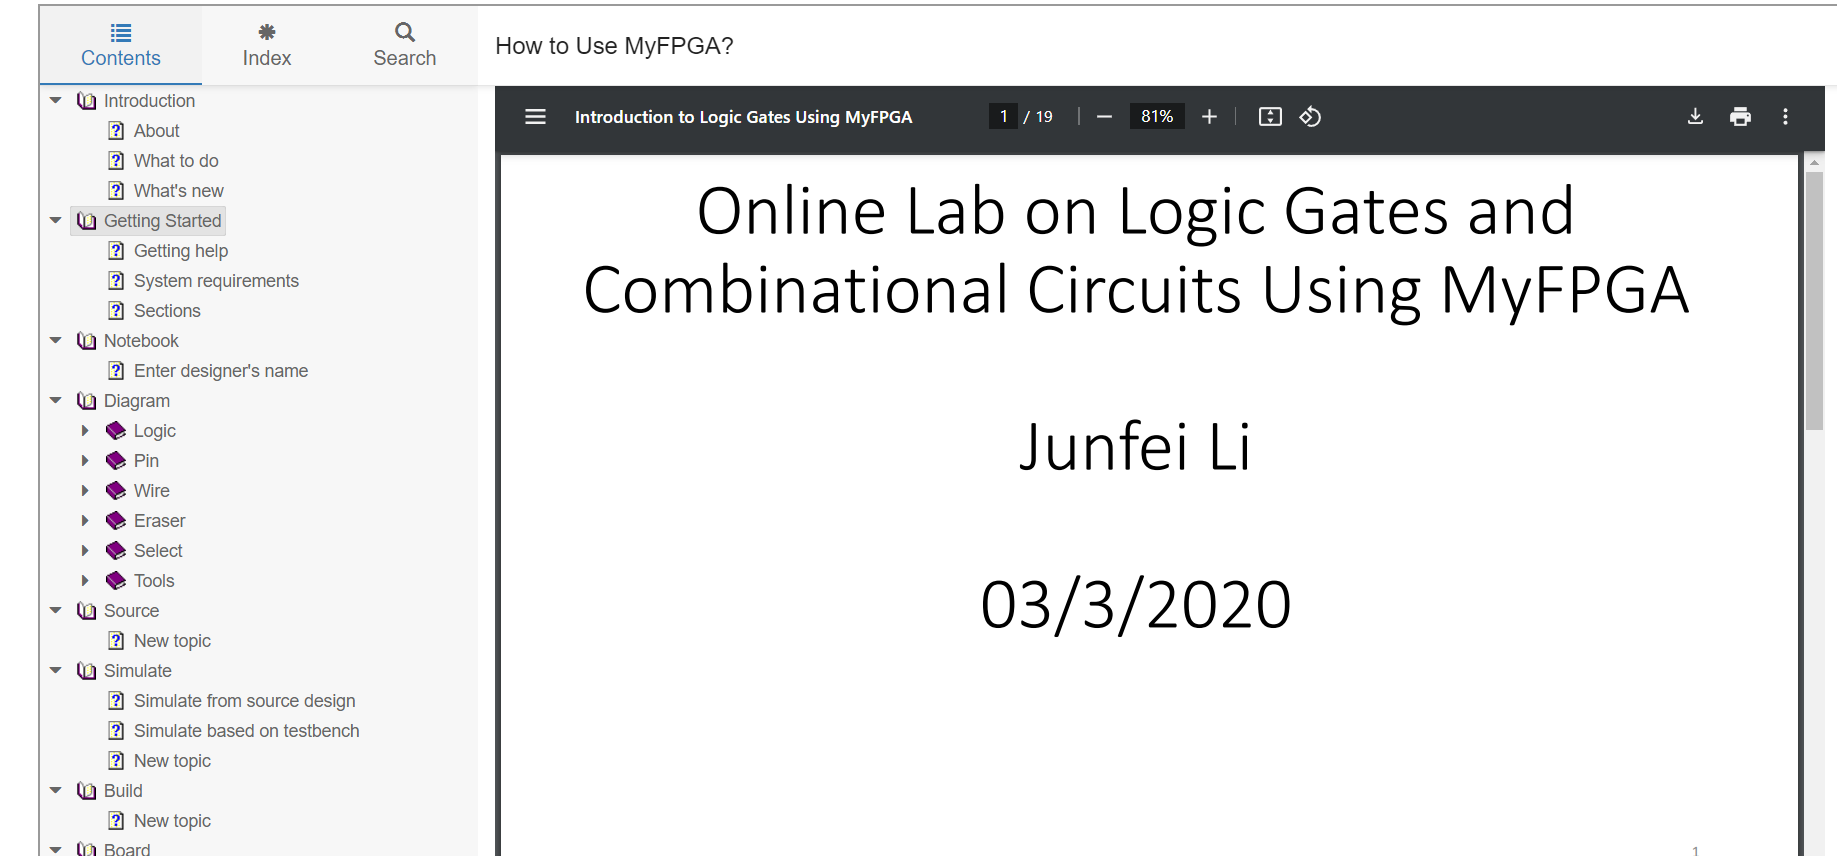 Contents
Index
Search
How to Use MyFPGA?
Introduction
About
What to do
What's new
Getting Started
Getting help
System requirements
Sections
Notebook
Enter designer's name
Diagram
Logic
Pin
Wire
Eraser
Select
Tools
Source
New topic
Simulate
Simulate from source design
Simulate based on testbench
New topic
Build
New topic
Board
Introduction to Logic Gates Using MyFPGA 1 / 19 81%
Online Lab on Logic Gates and
Combinational Circuits Using MyFPGA
Junfei Li
03/3/2020
1